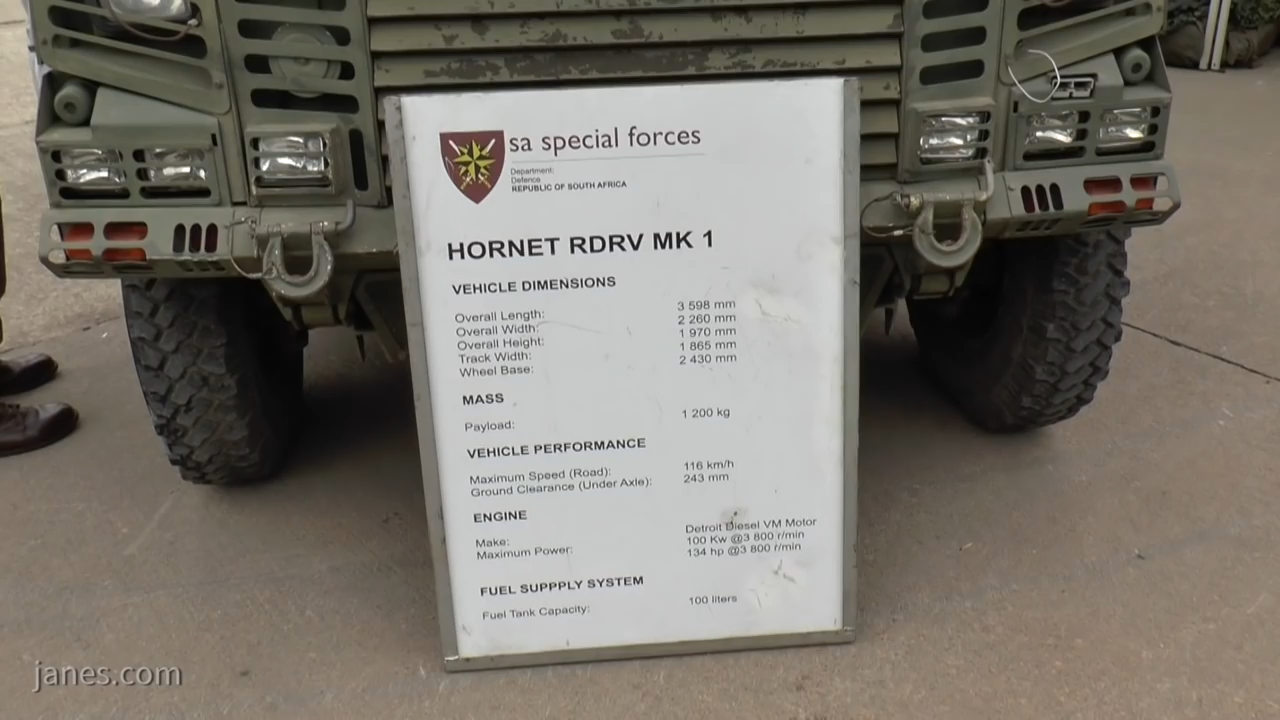 sa special forces
Department:
Defence
REPUBLIC OF SOUTH AFRICA
HORNET RDRV MK 1
VEHICLE DIMENSIONS
Overall Length: 3 598 mm
Overall Width: 2 260 mm
Overall Height: 1 970 mm
Track Width: 1 865 mm
Wheel Base: 2 430 mm
MASS
Payload: 1 200 kg
VEHICLE PERFORMANCE
Maximum Speed (Road): 116 km/h
Ground Clearance (Under Axle): 243 mm
ENGINE
Make: Detroit Diesel VM Motor
Maximum Power: 100 Kw @3 800 r/min
134 hp @3 800 r/min
FUEL SUPPPLY SYSTEM
Fuel Tank Capacity: 100 liters
janes.com